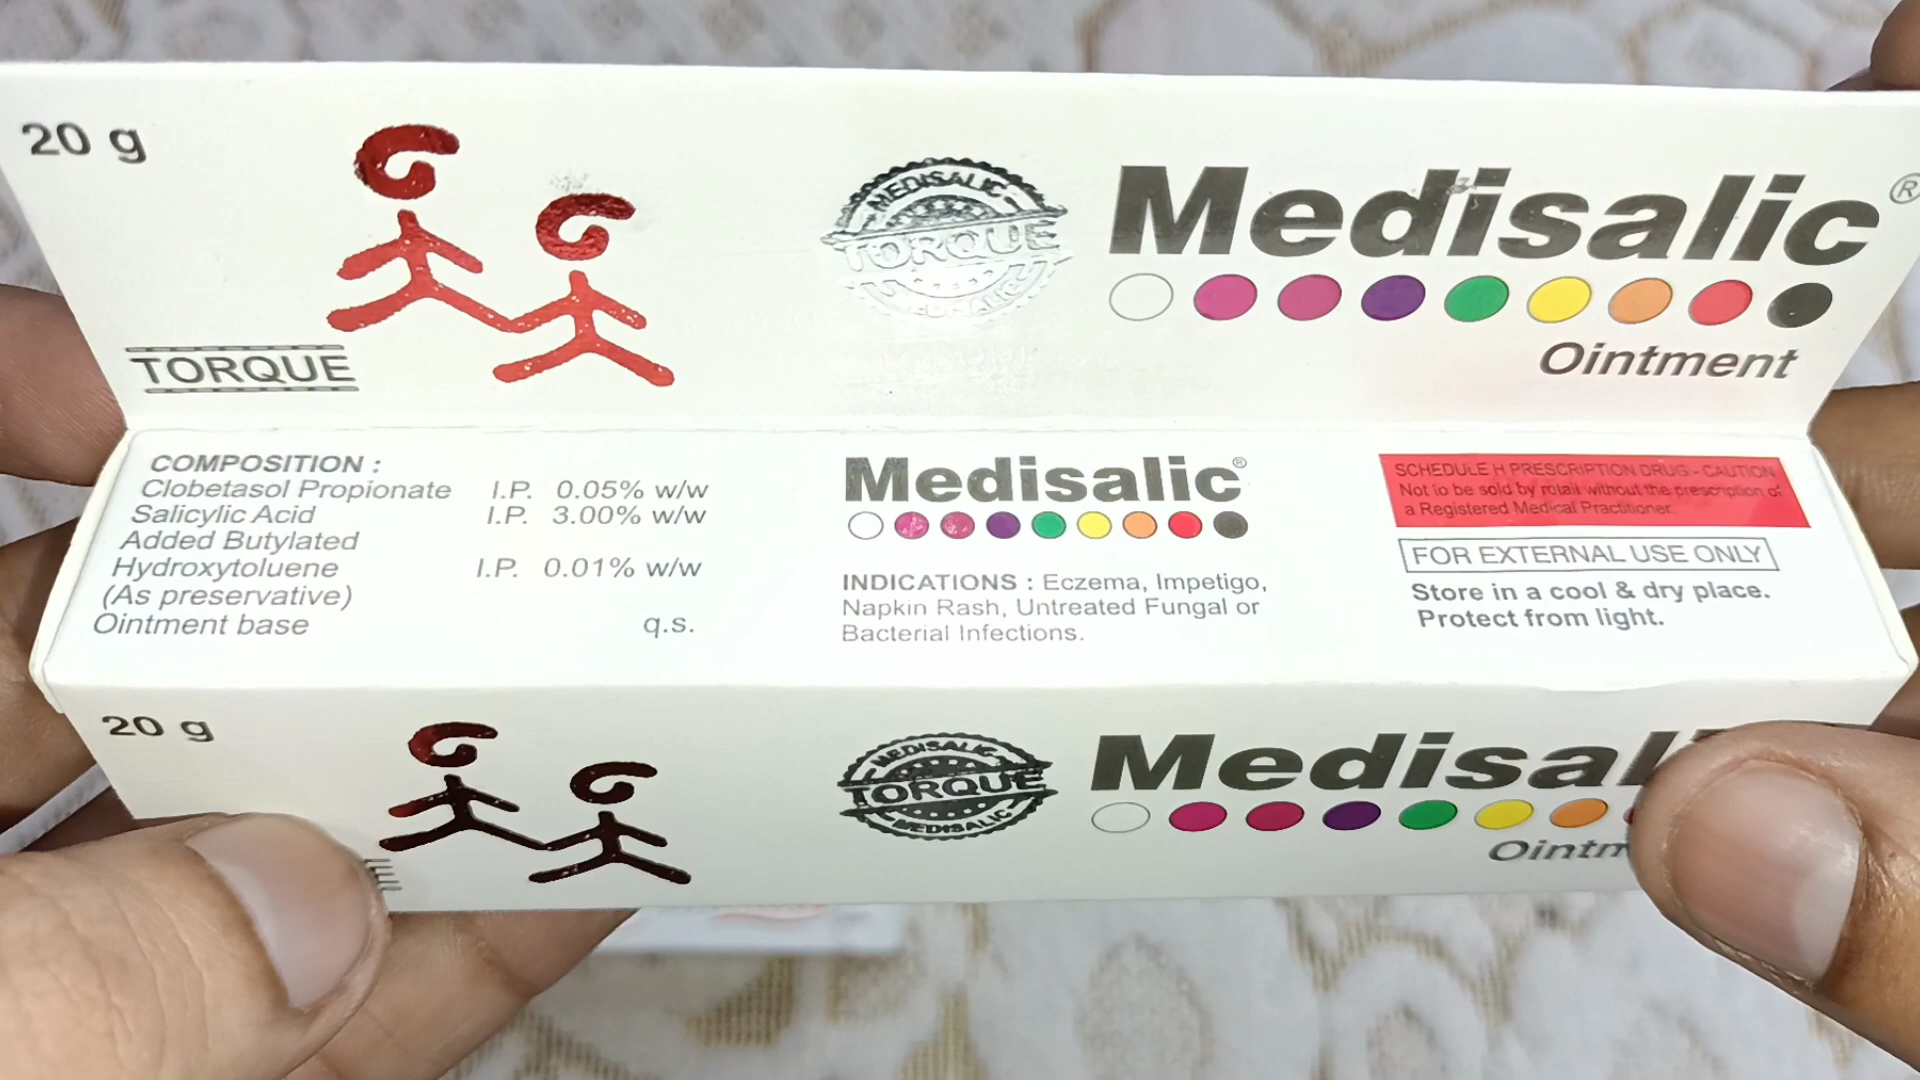 20 g
MEDISALIC
TORQUE
Medisalic®
Ointment
TORQUE
COMPOSITION :
Clobetasol Propionate I.P. 0.05% w/w
Salicylic Acid I.P. 3.00% w/w
Added Butylated
Hydroxytoluene I.P. 0.01% w/w
(As preservative)
Ointment base q.s.
Medisalic®
INDICATIONS : Eczema, Impetigo,
Napkin Rash, Untreated Fungal or
Bacterial Infections.
SCHEDULE H PRESCRIPTION DRUG - CAUTION
Not to be sold by retail without the prescription of
a Registered Medical Practitioner.
FOR EXTERNAL USE ONLY
Store in a cool & dry place.
Protect from light.
20 g
MEDISALIC
TORQUE
MEDISALIC
Medisal
Ointm